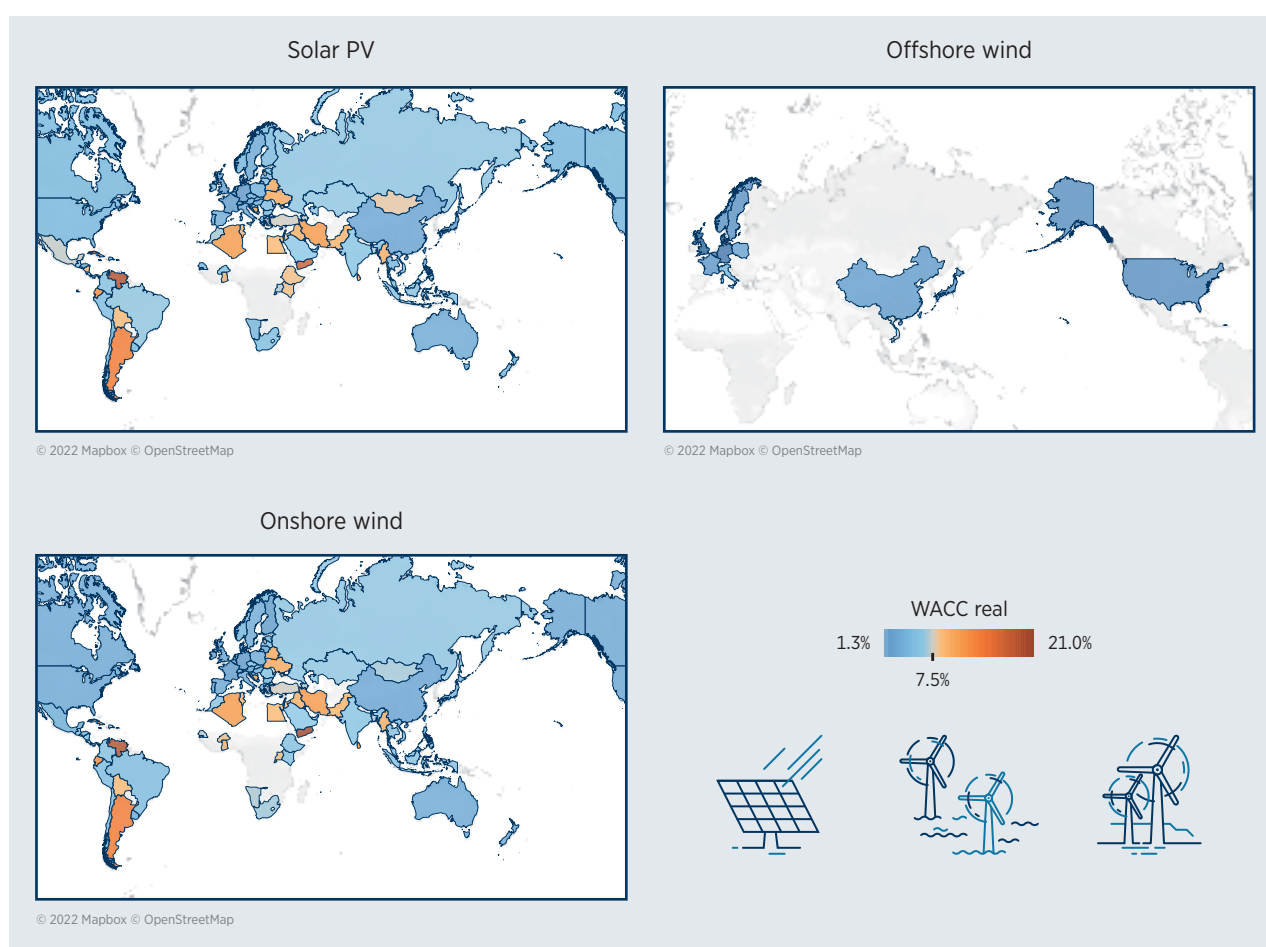 Solar PV
Offshore wind
© 2022 Mapbox © OpenStreetMap
© 2022 Mapbox © OpenStreetMap
Onshore wind
WACC real
1.3%
21.0%
7.5%
© 2022 Mapbox © OpenStreetMap